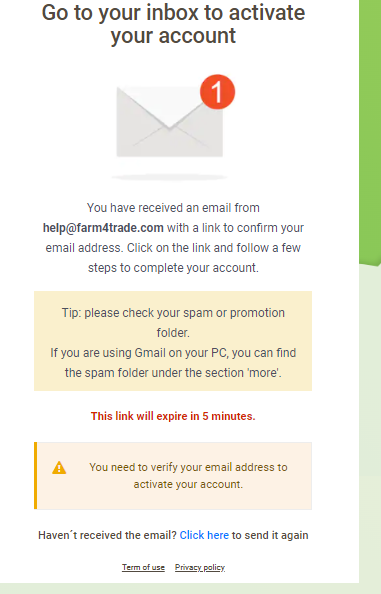 Go to your inbox to activate
your account
1
You have received an email from
help@farm4trade.com with a link to confirm your
email address. Click on the link and follow a few
steps to complete your account.
Tip: please check your spam or promotion
folder.
If you are using Gmail on your PC, you can find
the spam folder under the section 'more'.
This link will expire in 5 minutes.
You need to verify your email address to
activate your account.
Haven´t received the email? Click here to send it again
Term of use Privacy policy